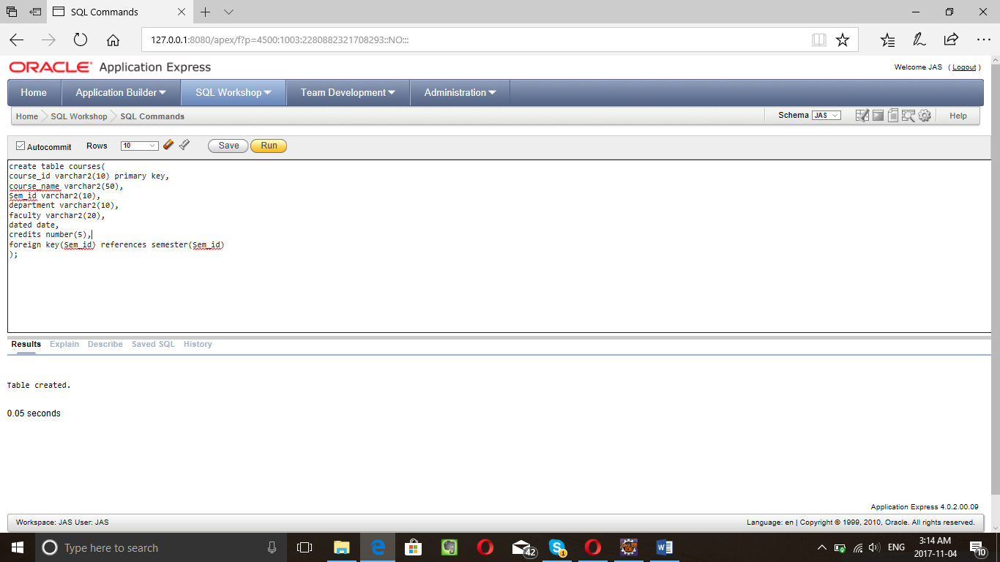 SQL Commands
127.0.0.1:8080/apex/f?p=4500:1003:2280882321708293::NO:::
ORACLE Application Express
Welcome JAS ( Logout )
Home Application Builder SQL Workshop Team Development Administration
Home SQL Workshop SQL Commands Schema JAS Help
Autocommit Rows 10 Save Run
create table courses(
course_id varchar2(10) primary key,
course_name varchar2(50),
Sem_id varchar2(10),
department varchar2(10),
faculty varchar2(20),
dated date,
credits number(5),
foreign key(Sem_id) references semester(Sem_id)
);
Results Explain Describe Saved SQL History
Table created.
0.05 seconds
Application Express 4.0.2.00.09
Workspace: JAS User: JAS Language: en | Copyright © 1999, 2010, Oracle. All rights reserved.
Type here to search 42 1 ENG 3:14 AM
2017-11-04 10